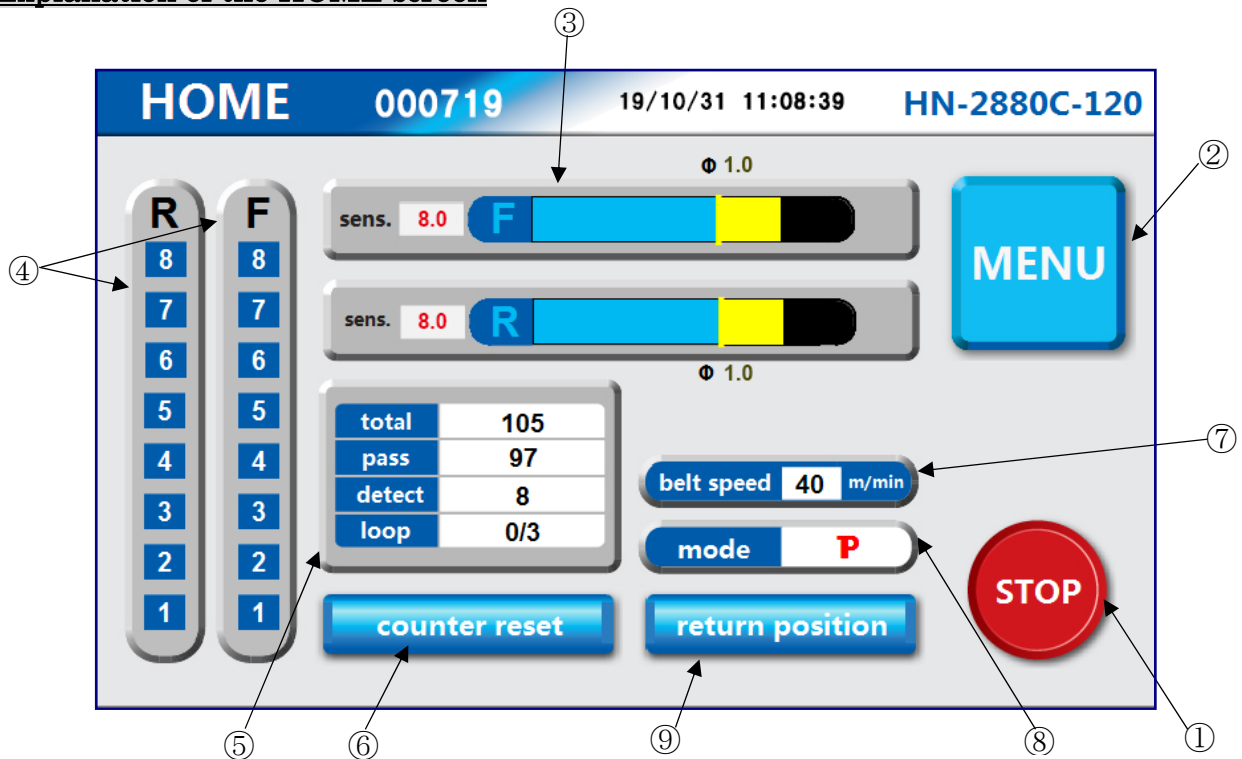 Explanation of the HOME screen
③
HOME 000719 19/10/31 11:08:39 HN-2880C-120
②
Φ 1.0
R F
sens. 8.0 F
MENU
④
8 8
7 7
sens. 8.0 R
6 6
Φ 1.0
5 5
total 105
⑦
4 4
pass 97
belt speed 40 m/min
detect 8
3 3
loop 0/3
mode P
2 2
STOP
1 1
counter reset
return position
⑤
⑥
⑨
⑧
①